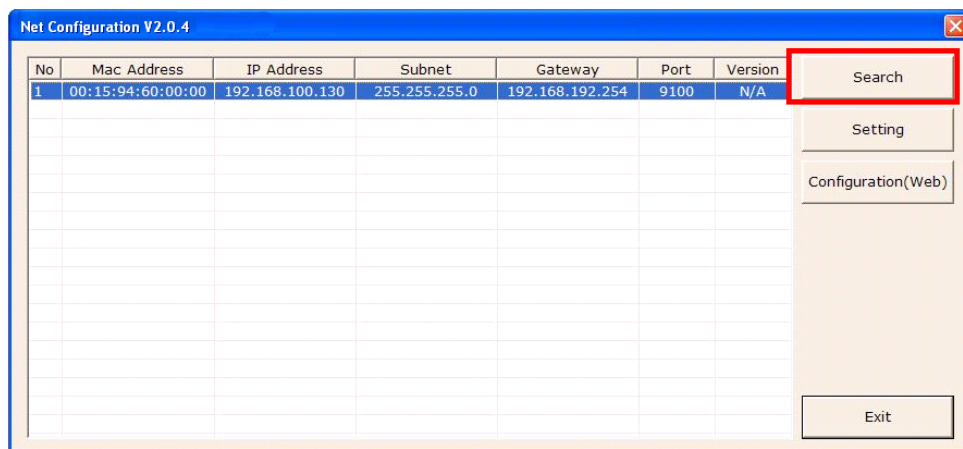 Net Configuration V2.0.4
No Mac Address IP Address Subnet Gateway Port Version
1 00:15:94:60:00:00 192.168.100.130 255.255.255.0 192.168.192.254 9100 N/A
Search
Setting
Configuration(Web)
Exit